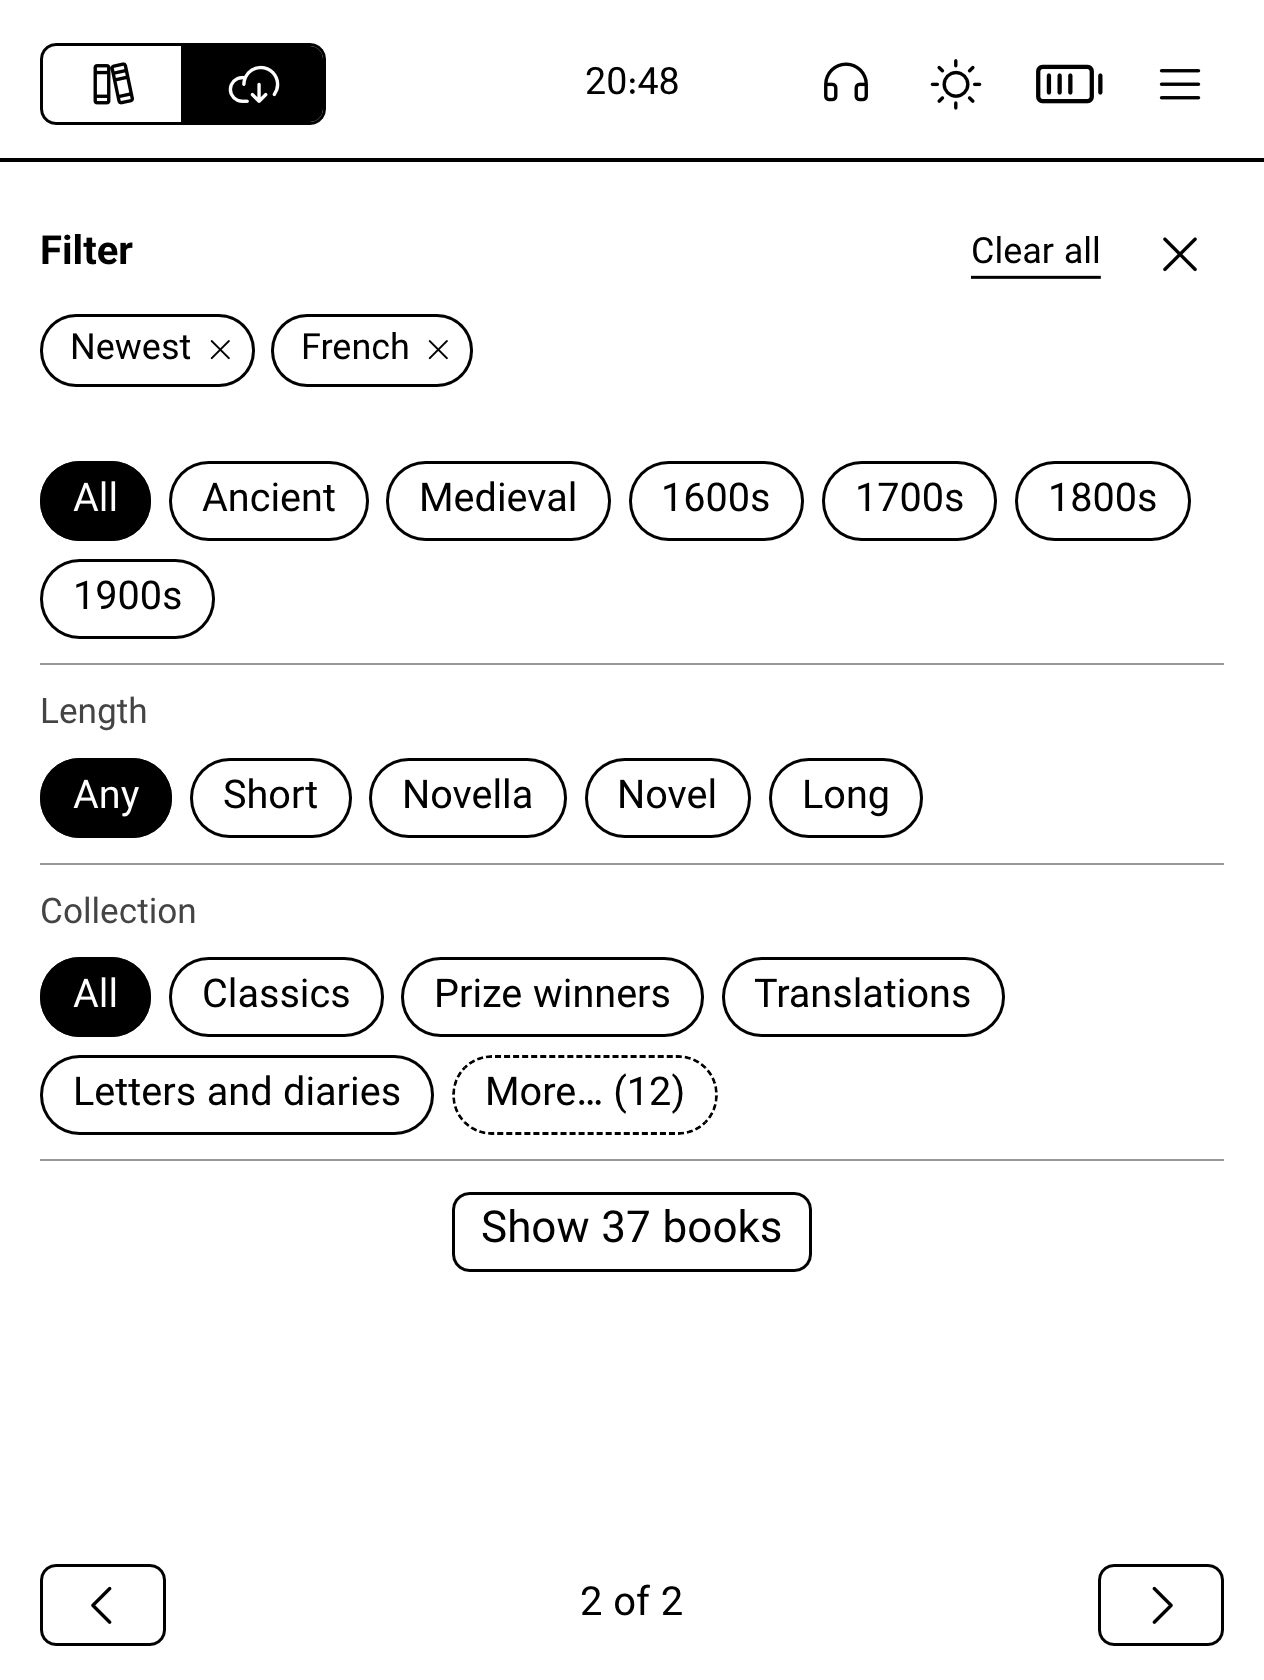 20:48
Filter Clear all
Newest French
All Ancient Medieval 1600s 1700s 1800s
1900s
Length
Any Short Novella Novel Long
Collection
All Classics Prize winners Translations
Letters and diaries More... (12)
Show 37 books
2 of 2